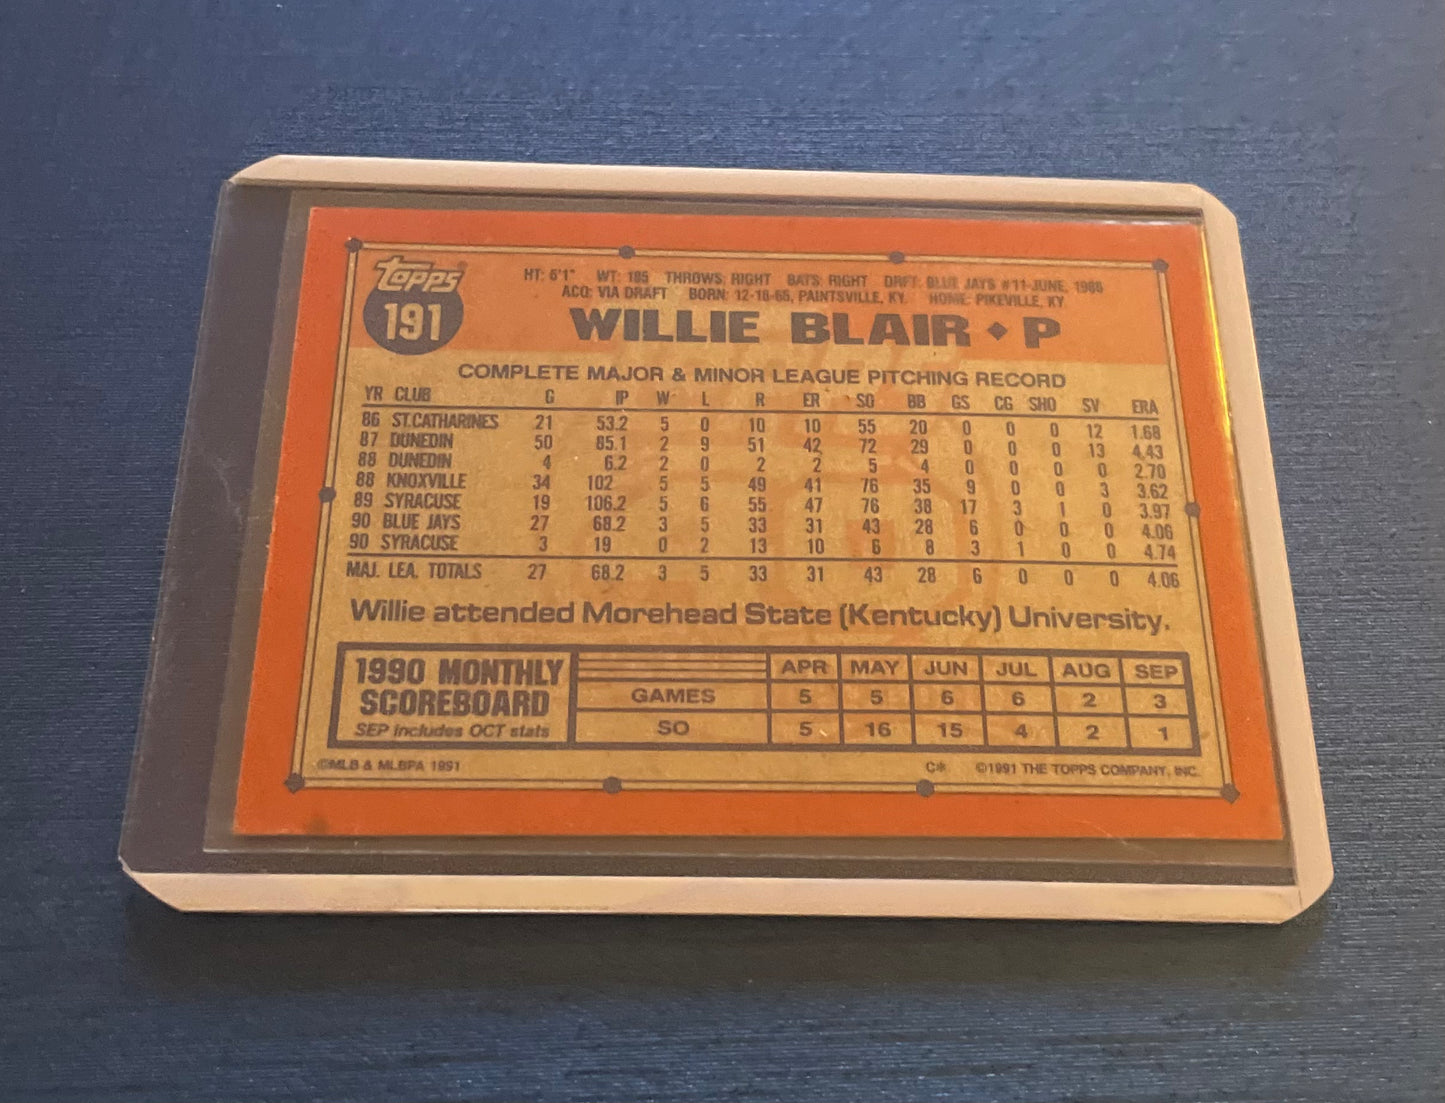 topps
191
HT: 6'1" WT: 185 THROWS: RIGHT BATS: RIGHT DRFT: BLUE JAYS #11-JUNE, 1986
ACQ: VIA DRAFT BORN: 12-18-65, PAINTSVILLE, KY. HOME: PIKEVILLE, KY
WILLIE BLAIR ◆ P
COMPLETE MAJOR & MINOR LEAGUE PITCHING RECORD
YR CLUB G IP W L R ER SO BB GS CG SHO SV ERA
86 ST.CATHARINES 21 53.2 5 0 10 10 55 20 0 0 0 12 1.68
87 DUNEDIN 50 85.1 2 9 51 42 72 29 0 0 0 13 4.43
88 DUNEDIN 4 6.2 2 0 2 2 5 4 0 0 0 0 2.70
88 KNOXVILLE 34 102 5 5 49 41 76 35 9 0 0 3 3.62
89 SYRACUSE 19 106.2 5 6 55 47 76 38 17 3 1 0 3.97
90 BLUE JAYS 27 68.2 3 5 33 31 43 28 6 0 0 0 4.06
90 SYRACUSE 3 19 0 2 13 10 6 8 3 1 0 0 4.74
MAJ. LEA. TOTALS 27 68.2 3 5 33 31 43 28 6 0 0 0 4.06
Willie attended Morehead State (Kentucky) University.
1990 MONTHLY
SCOREBOARD
SEP includes OCT stats
APR MAY JUN JUL AUG SEP
GAMES 5 5 6 6 2 3
SO 5 16 15 4 2 1
©MLB & MLBPA 1991
C* ©1991 THE TOPPS COMPANY, INC.